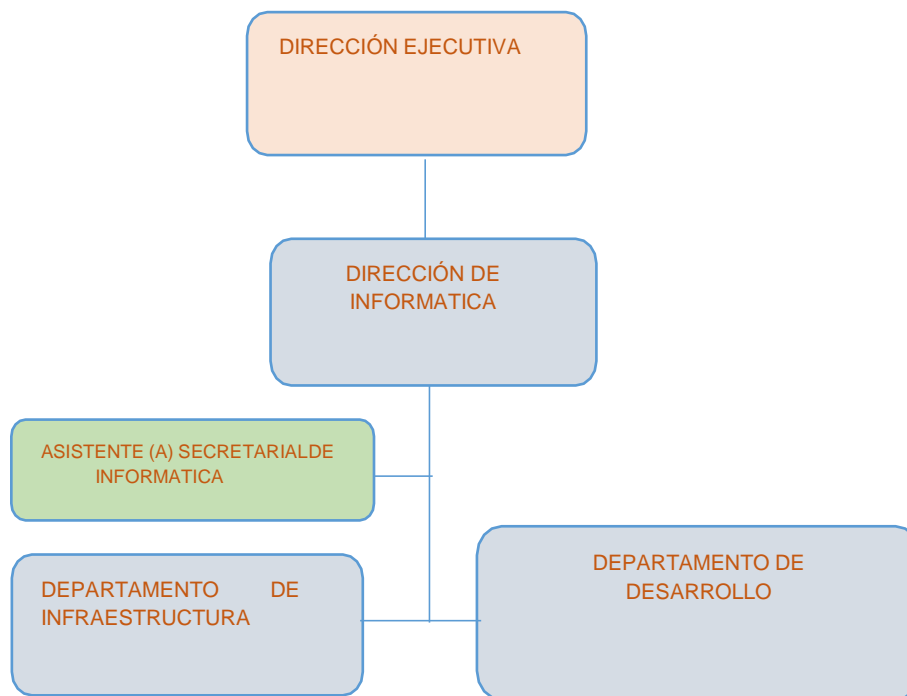 DIRECCIÓN EJECUTIVA
DIRECCIÓN DE
INFORMATICA
ASISTENTE (A) SECRETARIALDE
INFORMATICA
DEPARTAMENTO DE
INFRAESTRUCTURA
DEPARTAMENTO DE
DESARROLLO